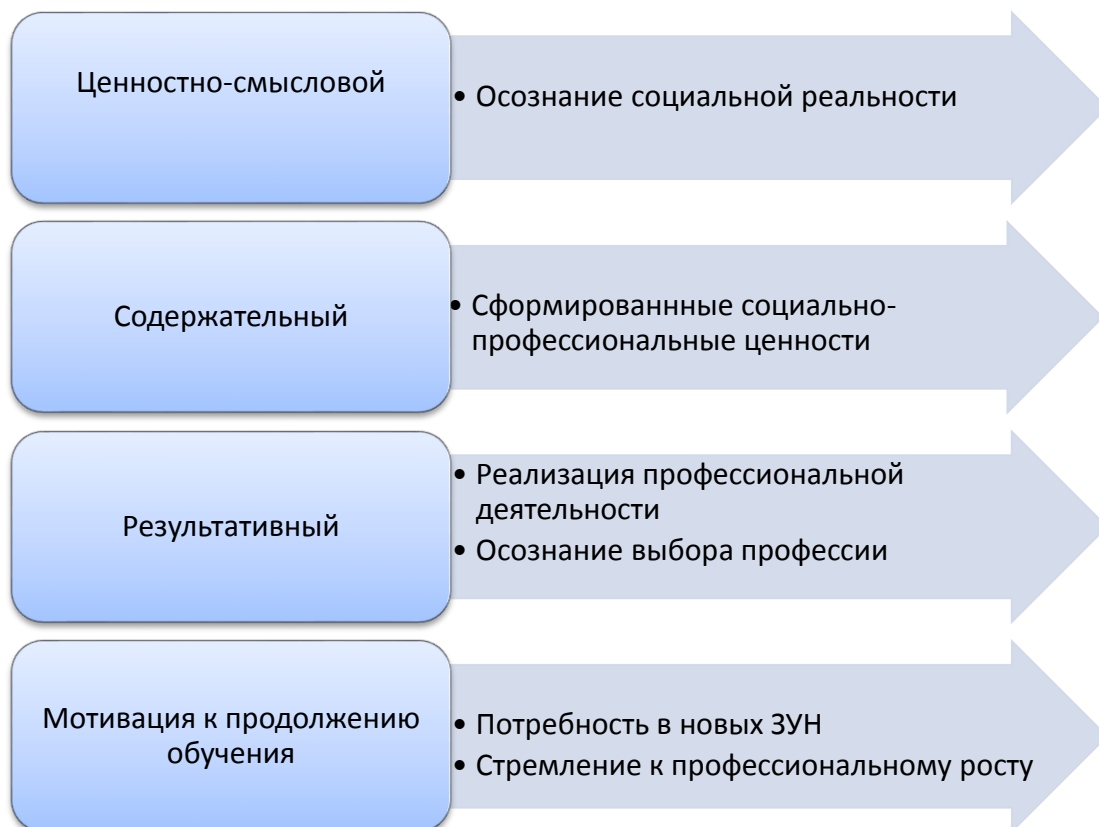 Ценностно-смысловой
• Осознание социальной реальности
Содержательный
• Сформированнные социально-
профессиональные ценности
Результативный
• Реализация профессиональной
деятельности
• Осознание выбора профессии
Мотивация к продолжению
обучения
• Потребность в новых ЗУН
• Стремление к профессиональному росту